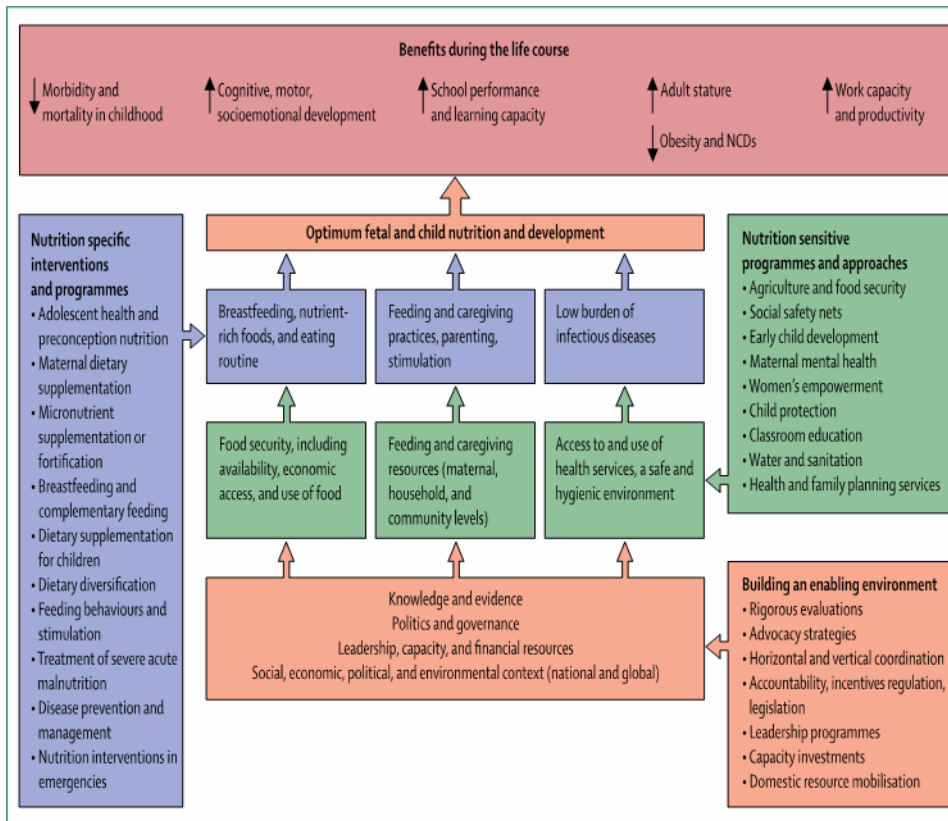 Benefits during the life course
Morbidity and
mortality in childhood
Cognitive, motor,
socioemotional development
School performance
and learning capacity
Adult stature
Obesity and NCDs
Work capacity
and productivity
Nutrition specific
interventions
and programmes
• Adolescent health and
preconception nutrition
• Maternal dietary
supplementation
• Micronutrient
supplementation or
fortification
• Breastfeeding and
complementary feeding
• Dietary supplementation
for children
• Dietary diversification
• Feeding behaviours and
stimulation
• Treatment of severe acute
malnutrition
• Disease prevention and
management
• Nutrition interventions in
emergencies
Optimum fetal and child nutrition and development
Breastfeeding, nutrient-
rich foods, and eating
routine
Feeding and caregiving
practices, parenting,
stimulation
Low burden of
infectious diseases
Food security, including
availability, economic
access, and use of food
Feeding and caregiving
resources (maternal,
household, and
community levels)
Access to and use of
health services, a safe and
hygienic environment
Knowledge and evidence
Politics and governance
Leadership, capacity, and financial resources
Social, economic, political, and environmental context (national and global)
Nutrition sensitive
programmes and approaches
• Agriculture and food security
• Social safety nets
• Early child development
• Maternal mental health
• Women's empowerment
• Child protection
• Classroom education
• Water and sanitation
• Health and family planning services
Building an enabling environment
• Rigorous evaluations
• Advocacy strategies
• Horizontal and vertical coordination
• Accountability, incentives regulation,
legislation
• Leadership programmes
• Capacity investments
• Domestic resource mobilisation